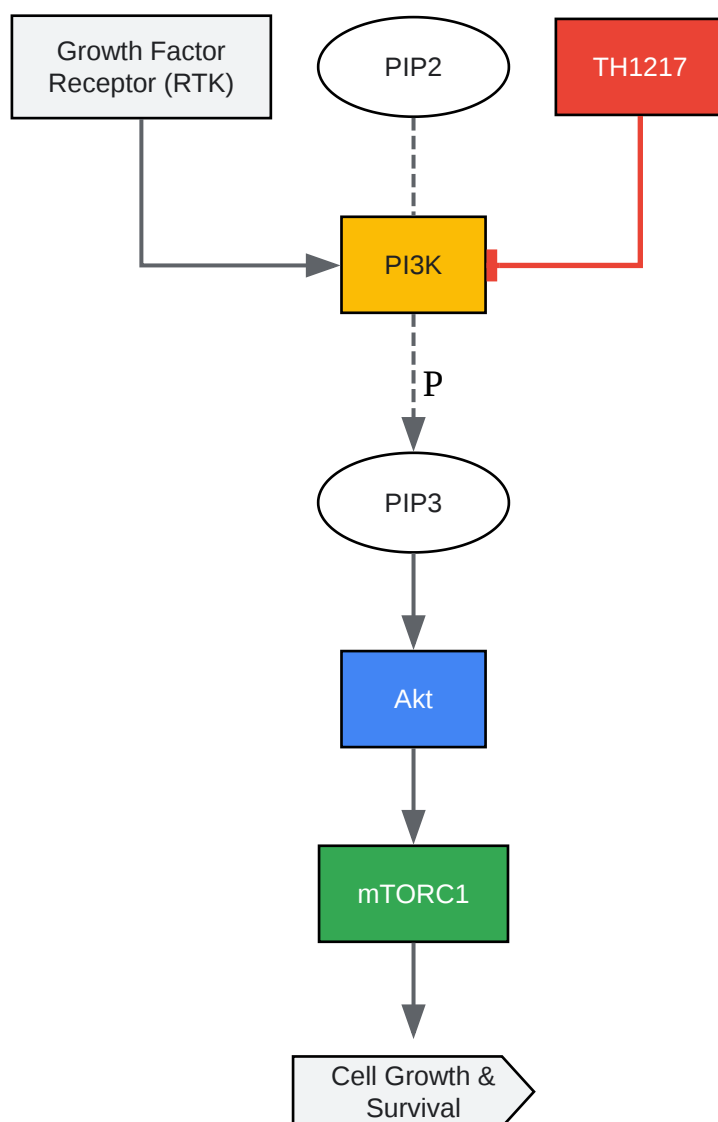 Growth Factor
Receptor (RTK)
PIP2
TH1217
PI3K
P
PIP3
Akt
mTORC1
Cell Growth &
Survival